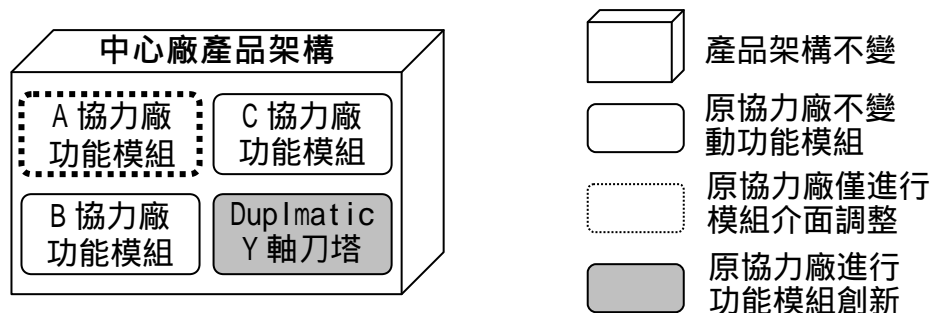 中心廠產品架構
A 協力廠
功能模組
C 協力廠
功能模組
B 協力廠
功能模組
Duplmatic
Y 軸刀塔
產品架構不變
原協力廠不變
動功能模組
原協力廠僅進行
模組介面調整
原協力廠進行
功能模組創新